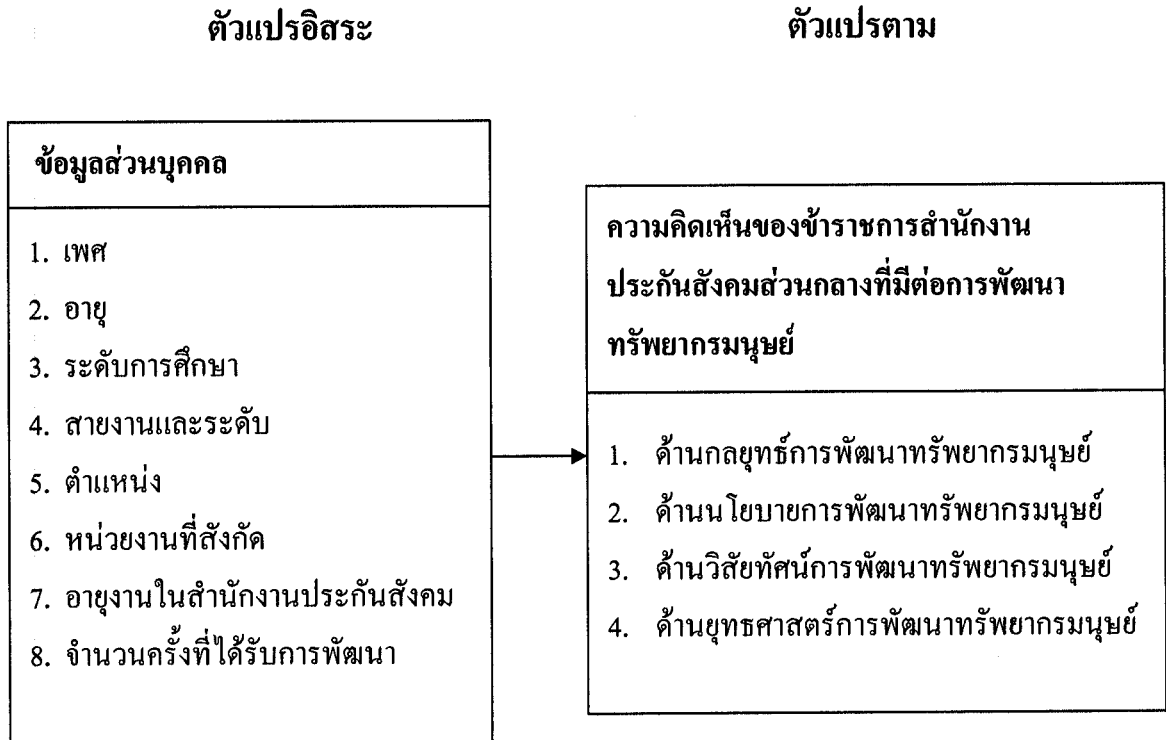 ตัวแปรอิสระ
ตัวแปรตาม
ข้อมูลส่วนบุคคล
1. เพศ
2. อายุ
3. ระดับการศึกษา
4. สายงานและระดับ
5. ตำแหน่ง
6. หน่วยงานที่สังกัด
7. อายุงานในสำนักงานประกันสังคม
8. จำนวนครั้งที่ได้รับการพัฒนา
ความคิดเห็นของข้าราชการสำนักงาน
ประกันสังคมส่วนกลางที่มีต่อการพัฒนา
ทรัพยากรมนุษย์
1. ด้านกลยุทธ์การพัฒนาทรัพยากรมนุษย์
2. ด้านนโยบายการพัฒนาทรัพยากรมนุษย์
3. ด้านวิสัยทัศน์การพัฒนาทรัพยากรมนุษย์
4. ด้านยุทธศาสตร์การพัฒนาทรัพยากรมนุษย์